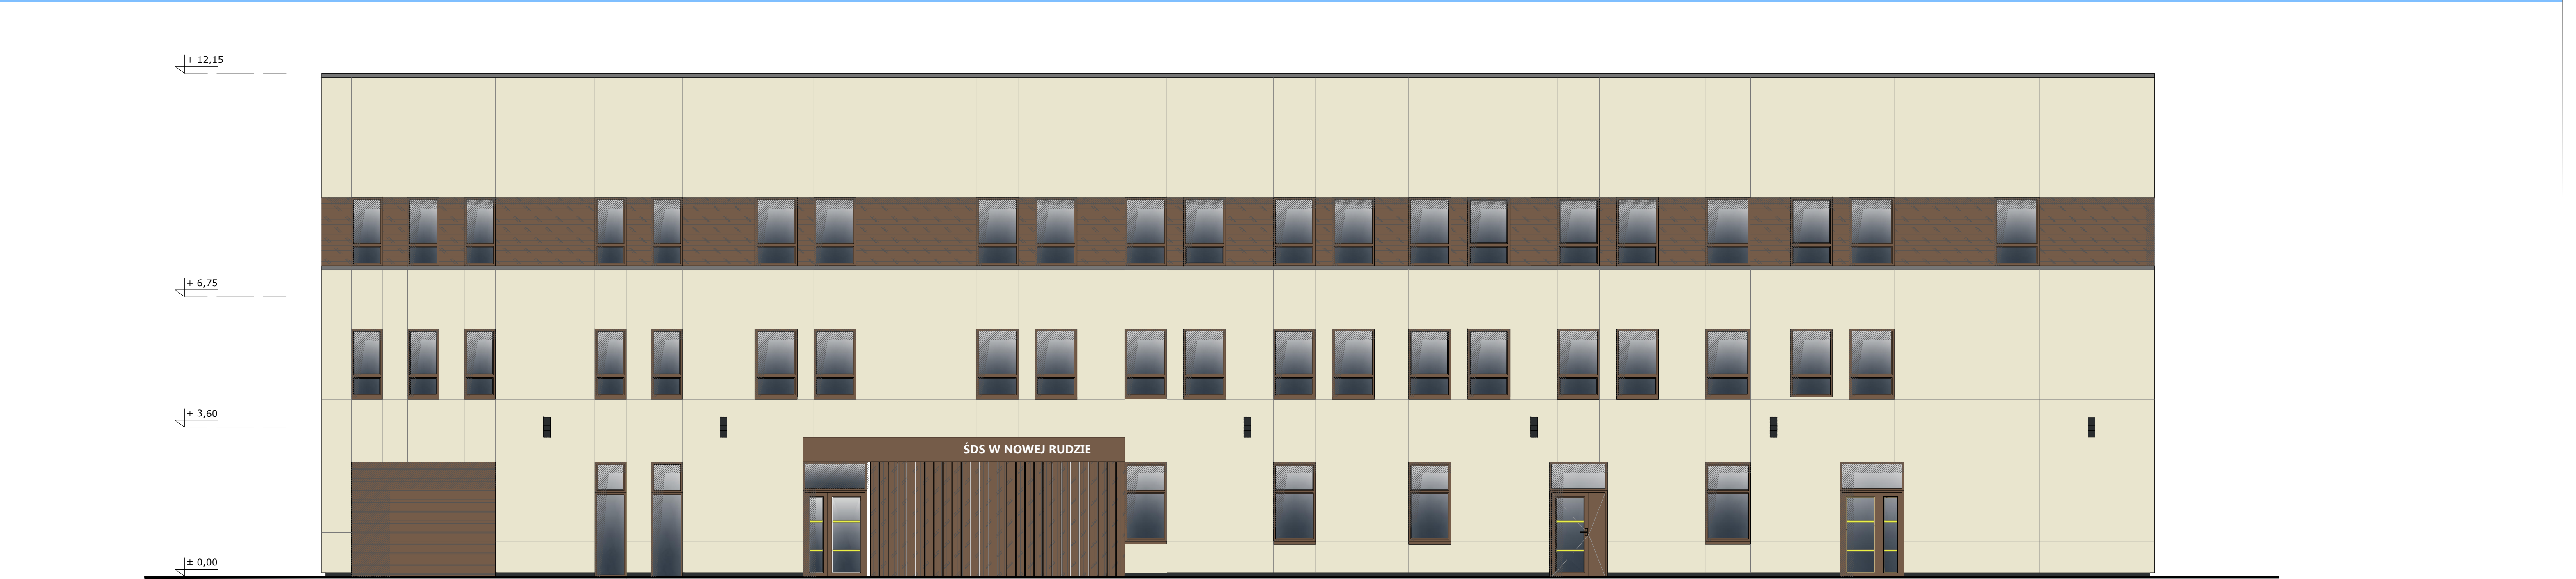 + 12,15
+ 6,75
+ 3,60
ŚDS W NOWEJ RUDZIE
± 0,00